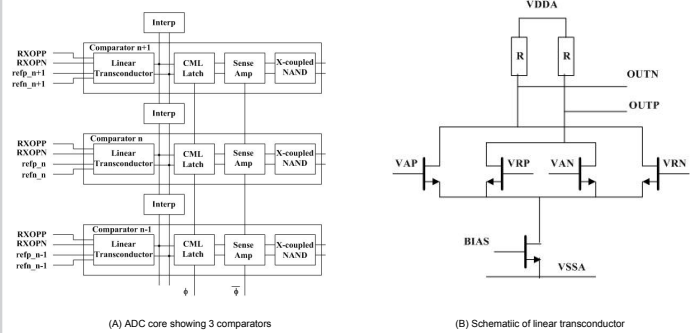 Interp
Comparator n+1
RXOPP
RXOPN
refp_n+1
refn_n+1
Linear
Transconductor
CML
Latch
Sense
Amp
X-coupled
NAND
Interp
Comparator n
RXOPP
RXOPN
refp_n
refn_n
Linear
Transconductor
CML
Latch
Sense
Amp
X-coupled
NAND
Interp
Comparator n-1
RXOPP
RXOPN
refp_n-1
refn_n-1
Linear
Transconductor
CML
Latch
Sense
Amp
X-coupled
NAND
ϕ
ϕ̅
(A) ADC core showing 3 comparators
VDDA
R
R
OUTN
OUTP
VAP
VRP
VAN
VRN
BIAS
VSSA
(B) Schematiic of linear transconductor